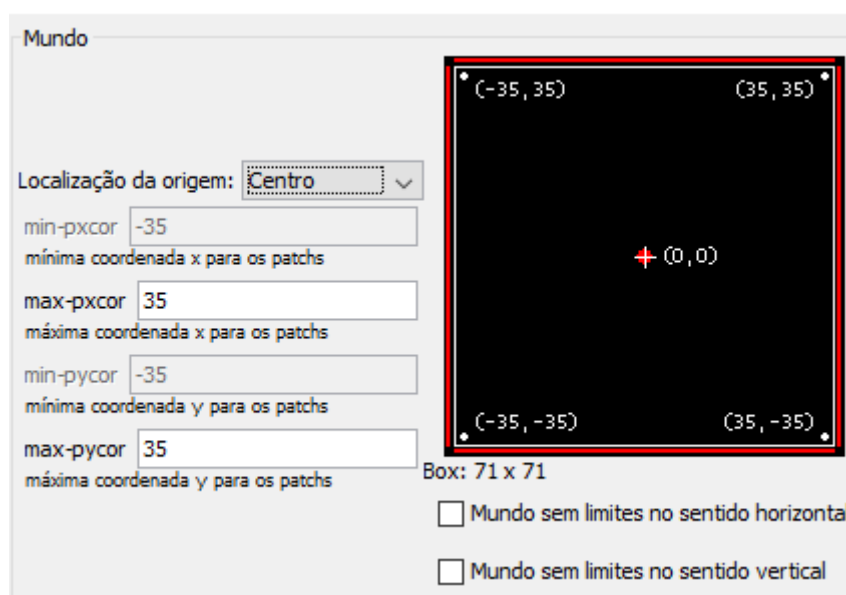 Mundo
Localização da origem: Centro
min-pxcor -35
mínima coordenada x para os patchs
max-pxcor 35
máxima coordenada x para os patchs
min-pycor -35
mínima coordenada y para os patchs
max-pycor 35
máxima coordenada y para os patchs
(-35,35) (35,35)
(0,0)
(-35,-35) (35,-35)
Box: 71 x 71
Mundo sem limites no sentido horizonta
Mundo sem limites no sentido vertical